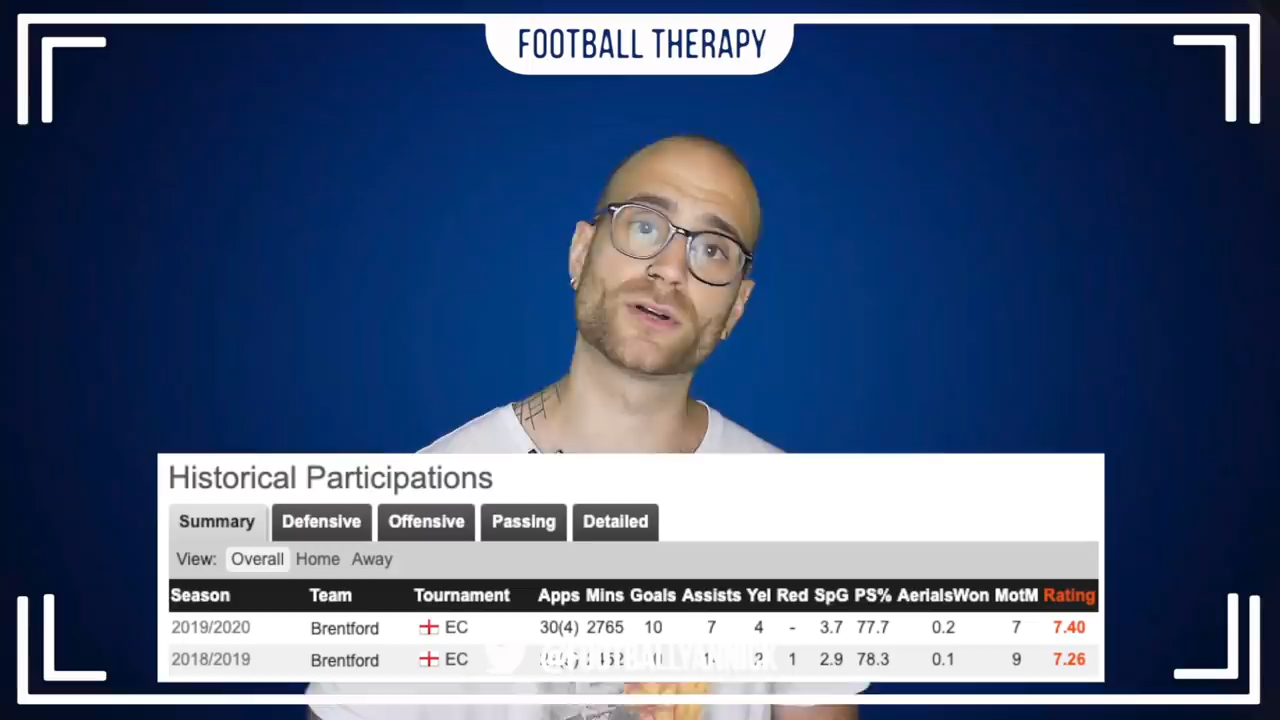 FOOTBALL THERAPY
Historical Participations
Summary Defensive Offensive Passing Detailed
View: Overall Home Away
Season Team Tournament Apps Mins Goals Assists Yel Red SpG PS% AerialsWon MotM Rating
2019/2020 Brentford EC 30(4) 2765 10 7 4 - 3.7 77.7 0.2 7 7.40
2018/2019 Brentford EC 1 2.9 78.3 0.1 9 7.26